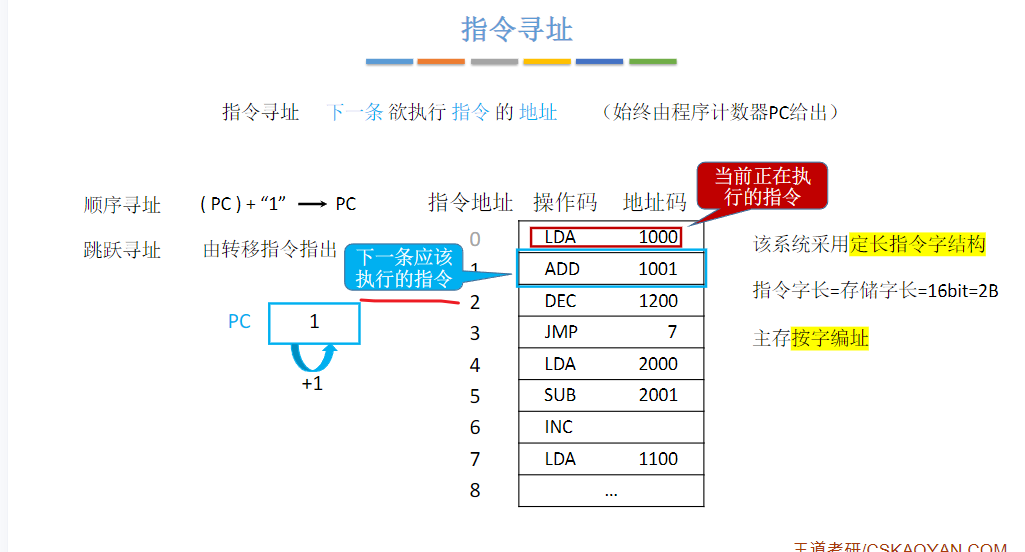 指令寻址
指令寻址 下一条 欲执行 指令 的 地址 （始终由程序计数器PC给出）
顺序寻址 ( PC ) + “1” → PC
跳跃寻址 由转移指令指出
PC 1
+1
当前正在执
行的指令
下一条应该
执行的指令
指令地址 操作码 地址码
0 LDA 1000
1 ADD 1001
2 DEC 1200
3 JMP 7
4 LDA 2000
5 SUB 2001
6 INC
7 LDA 1100
8 ...
该系统采用定长指令字结构
指令字长=存储字长=16bit=2B
主存按字编址
王道考研/CSKAOYAN.COM